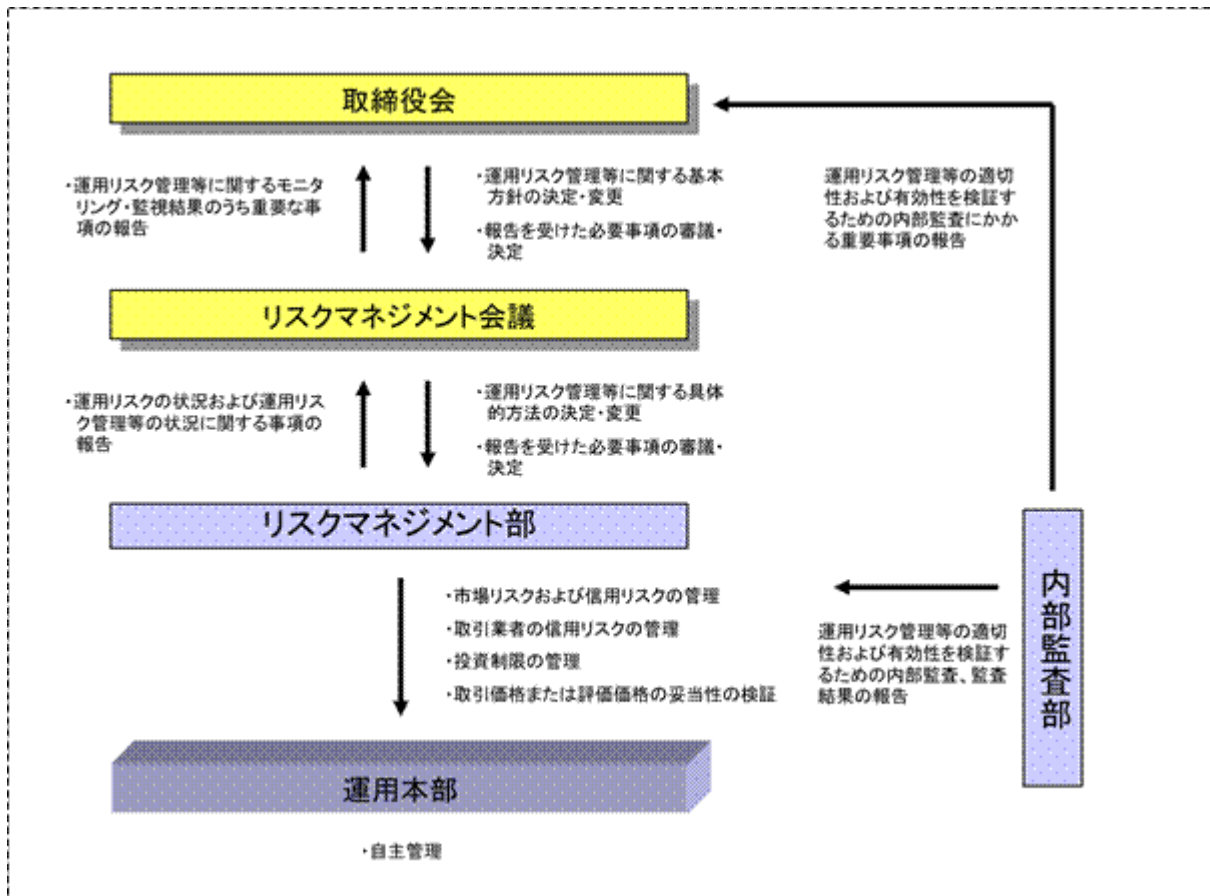 取締役会
・運用リスク管理等に関するモニタ
リング・監視結果のうち重要な事
項の報告
・運用リスク管理等に関する基本
方針の決定・変更
・報告を受けた必要事項の審議・
決定
運用リスク管理等の適切
性および有効性を検証す
るための内部監査にかか
る重要事項の報告
リスクマネジメント会議
・運用リスクの状況および運用リス
ク管理等の状況に関する事項の
報告
・運用リスク管理等に関する具体
的方法の決定・変更
・報告を受けた必要事項の審議・
決定
リスクマネジメント部
・市場リスクおよび信用リスクの管理
・取引業者の信用リスクの管理
・投資制限の管理
・取引価格または評価価格の妥当性の検証
運用リスク管理等の適切
性および有効性を検証す
るための内部監査、監査
結果の報告
内部監査部
運用本部
・自主管理